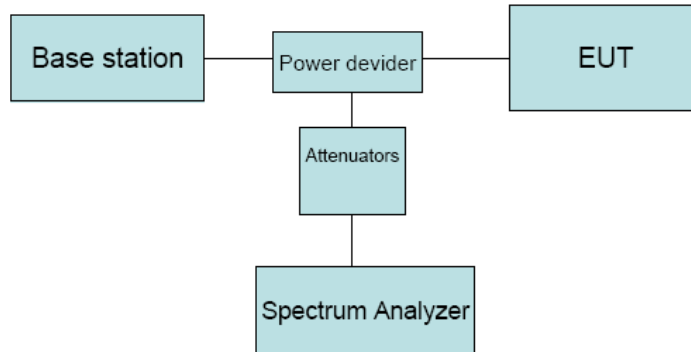 Base station
Power devider
EUT
Attenuators
Spectrum Analyzer